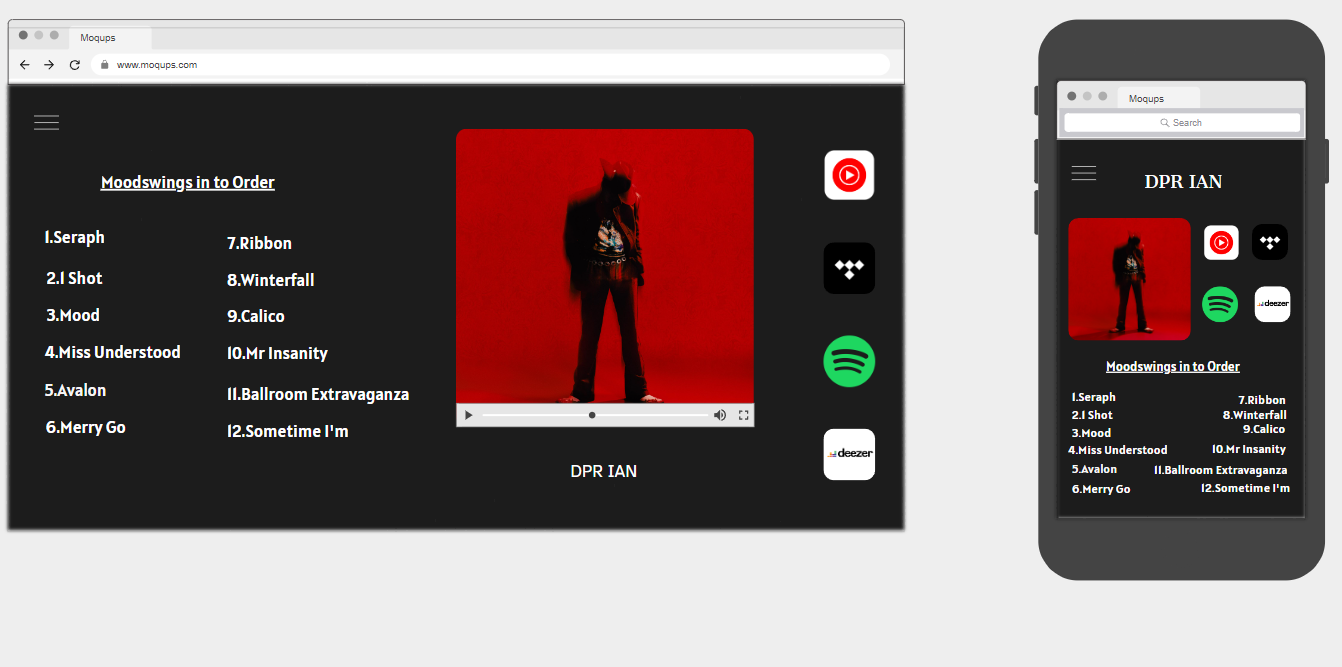 Moqups
www.moqups.com
Moodswings in to Order
1.Seraph
2.1 Shot
3.Mood
4.Miss Understood
5.Avalon
6.Merry Go
7.Ribbon
8.Winterfall
9.Calico
10.Mr Insanity
11.Ballroom Extravaganza
12.Sometime I'm
DPR IAN
deezer
Moqups
Search
DPR IAN
deezer
Moodswings in to Order
1.Seraph
2.1 Shot
3.Mood
4.Miss Understood
5.Avalon
6.Merry Go
7.Ribbon
8.Winterfall
9.Calico
10.Mr Insanity
11.Ballroom Extravaganza
12.Sometime I'm